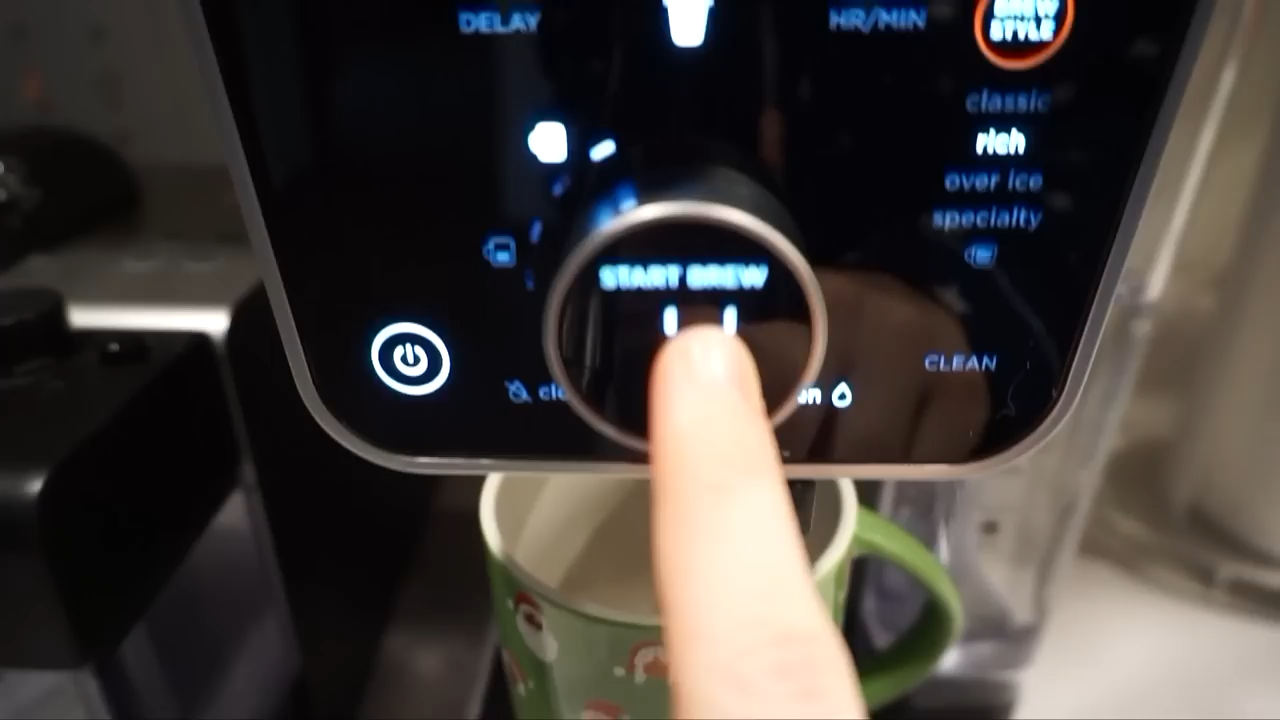 DELAY
HR/MIN
BREW
STYLE
classic
rich
over ice
specialty
START BREW
CLEAN